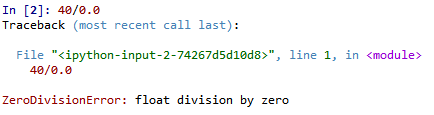 In [2]: 40/0.0
Traceback (most recent call last):
File "<ipython-input-2-74267d5d10d8>", line 1, in <module>
40/0.0
ZeroDivisionError: float division by zero